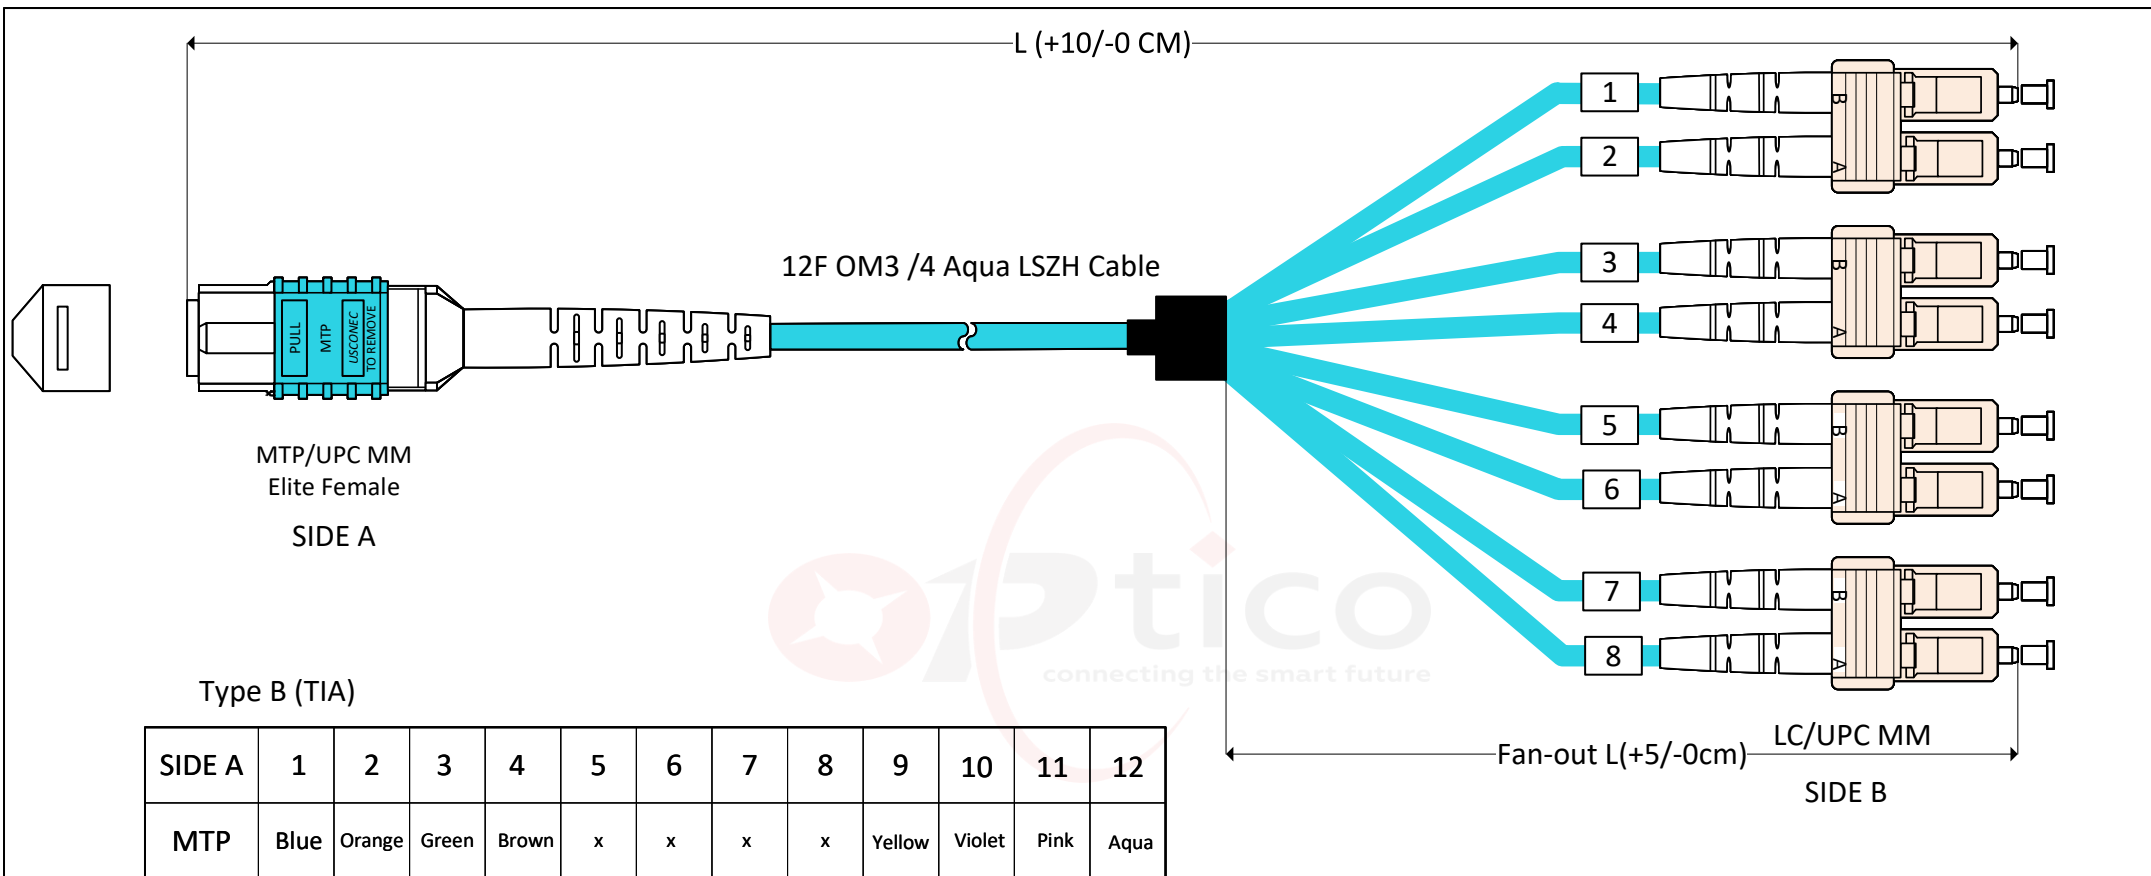 L (+10/-0 CM)
1
B
2
A
12F OM3 /4 Aqua LSZH Cable
3
B
4
A
PULL
MTP
USCONEC
TO REMOVE
5
B
6
A
MTP/UPC MM
Elite Female
SIDE A
7
B
8
A
OPtico
connecting the smart future
Type B (TIA)
Fan-out L(+5/-0cm)
LC/UPC MM
SIDE B
SIDE A 1 2 3 4 5 6 7 8 9 10 11 12
MTP Blue Orange Green Brown x x x x Yellow Violet Pink Aqua